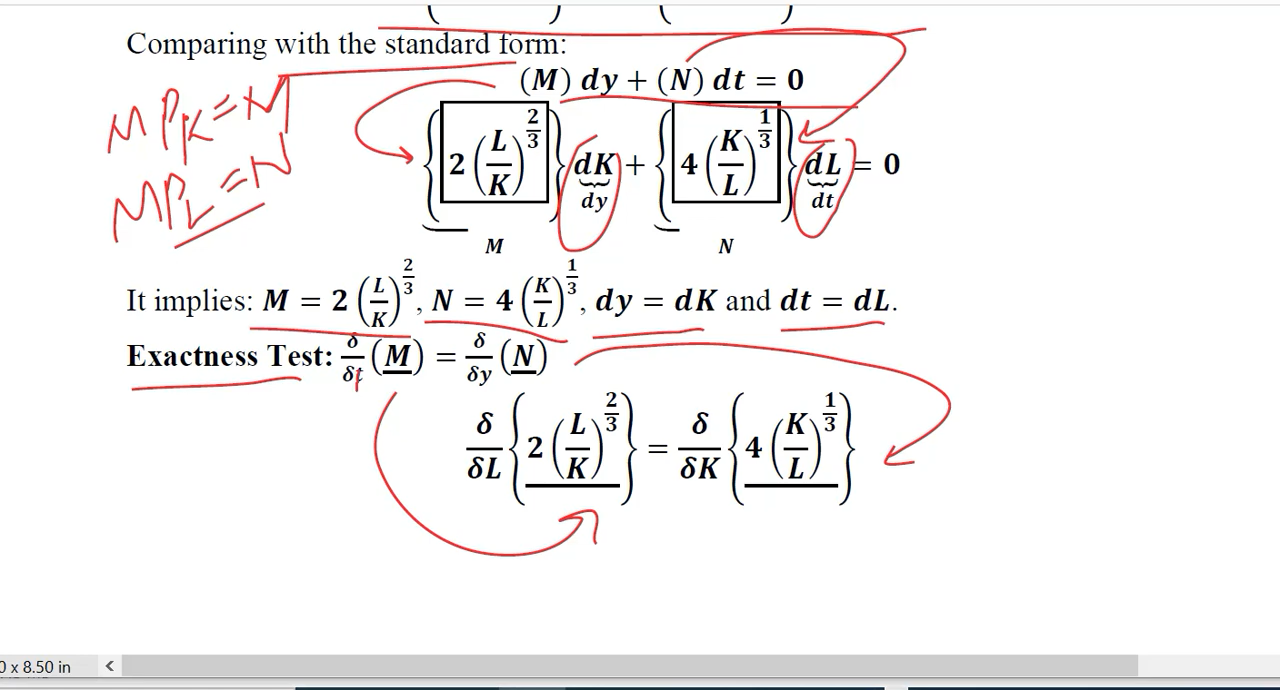 Comparing with the standard form:
(M) dy + (N) dt = 0
MP_K = M
MP_L = N
{2 (L/K)^{2/3}} dK + {4 (K/L)^{1/3}} dL = 0
dy dt
M N
It implies: M = 2 (L/K)^{2/3}, N = 4 (K/L)^{1/3}, dy = dK and dt = dL.
Exactness Test: δ/δt (M) = δ/δy (N)
δ/δL {2 (L/K)^{2/3}} = δ/δK {4 (K/L)^{1/3}}
0 x 8.50 in <